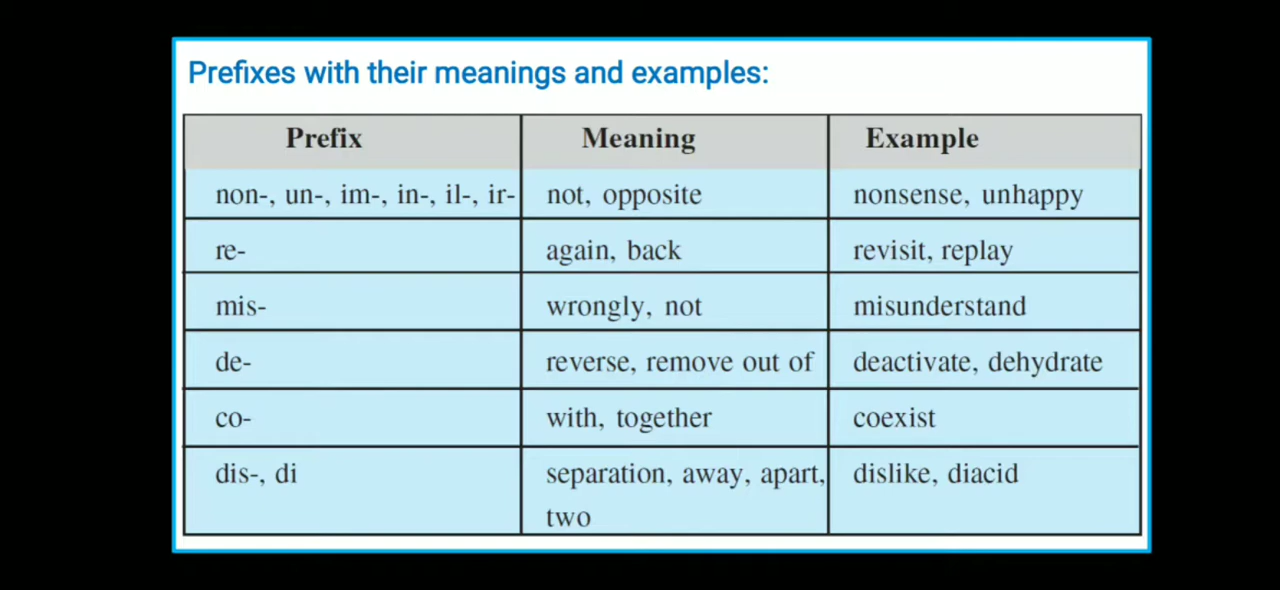 Prefixes with their meanings and examples:
Prefix Meaning Example
non-, un-, im-, in-, il-, ir- not, opposite nonsense, unhappy
re- again, back revisit, replay
mis- wrongly, not misunderstand
de- reverse, remove out of deactivate, dehydrate
co- with, together coexist
dis-, di separation, away, apart, dislike, diacid
two